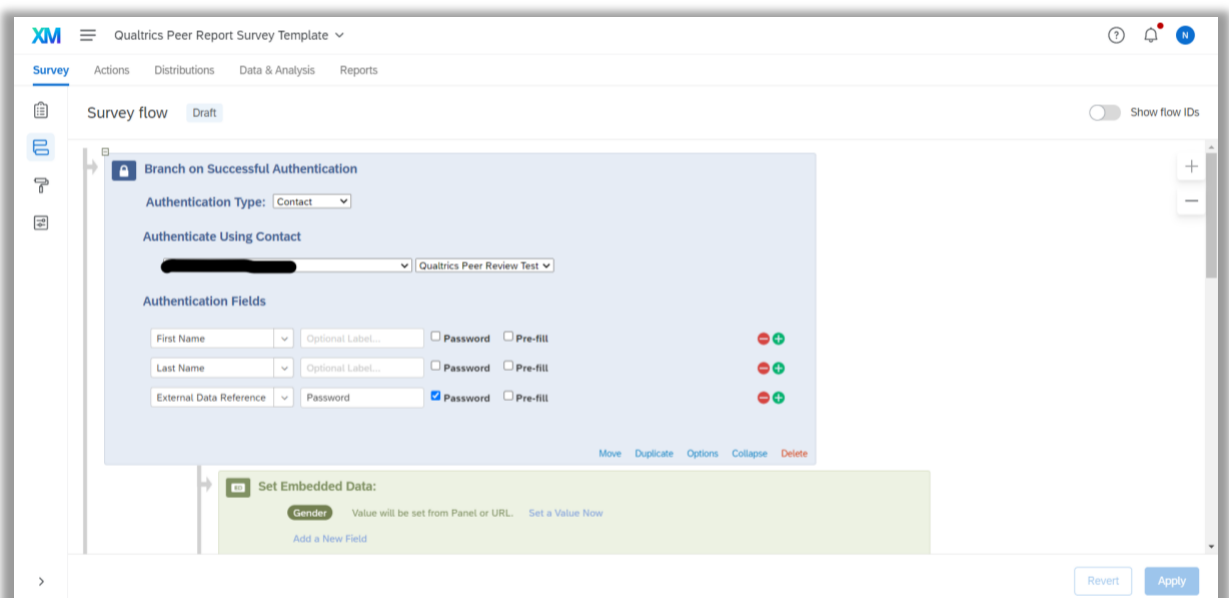 XM Qualtrics Peer Report Survey Template ? N
Survey Actions Distributions Data & Analysis Reports
Survey flow Draft Show flow IDs
Branch on Successful Authentication
Authentication Type: Contact
Authenticate Using Contact
Qualtrics Peer Review Test
Authentication Fields
First Name Optional Label... Password Pre-fill
Last Name Optional Label... Password Pre-fill
External Data Reference Password Password Pre-fill
Move Duplicate Options Collapse Delete
Set Embedded Data:
Gender Value will be set from Panel or URL. Set a Value Now
Add a New Field
Revert Apply